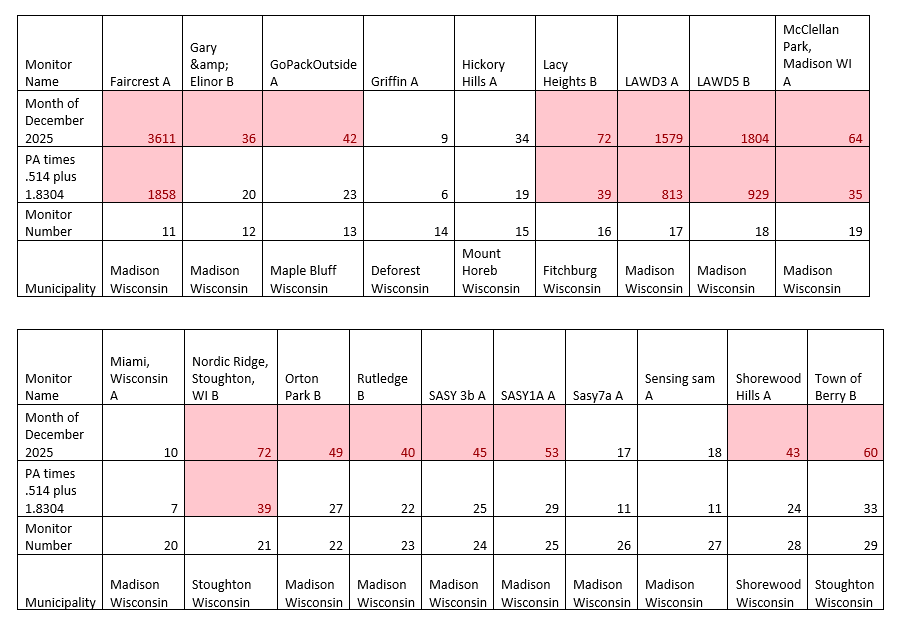 Monitor Name | Faircrest A | Gary &amp; Elinor B | GoPackOutside A | Griffin A | Hickory Hills A | Lacy Heights B | LAWD3 A | LAWD5 B | McClellan Park, Madison WI A
Month of December 2025 | 3611 | 36 | 42 | 9 | 34 | 72 | 1579 | 1804 | 64
PA times .514 plus 1.8304 | 1858 | 20 | 23 | 6 | 19 | 39 | 813 | 929 | 35
Monitor Number | 11 | 12 | 13 | 14 | 15 | 16 | 17 | 18 | 19
Municipality | Madison Wisconsin | Madison Wisconsin | Maple Bluff Wisconsin | Deforest Wisconsin | Mount Horeb Wisconsin | Fitchburg Wisconsin | Madison Wisconsin | Madison Wisconsin | Madison Wisconsin
Monitor Name | Miami, Wisconsin A | Nordic Ridge, Stoughton, WI B | Orton Park B | Rutledge B | SASY 3b A | SASY1A A | Sasy7a A | Sensing sam A | Shorewood Hills A | Town of Berry B
Month of December 2025 | 10 | 72 | 49 | 40 | 45 | 53 | 17 | 18 | 43 | 60
PA times .514 plus 1.8304 | 7 | 39 | 27 | 22 | 25 | 29 | 11 | 11 | 24 | 33
Monitor Number | 20 | 21 | 22 | 23 | 24 | 25 | 26 | 27 | 28 | 29
Municipality | Madison Wisconsin | Stoughton Wisconsin | Madison Wisconsin | Madison Wisconsin | Madison Wisconsin | Madison Wisconsin | Madison Wisconsin | Madison Wisconsin | Shorewood Wisconsin | Stoughton Wisconsin